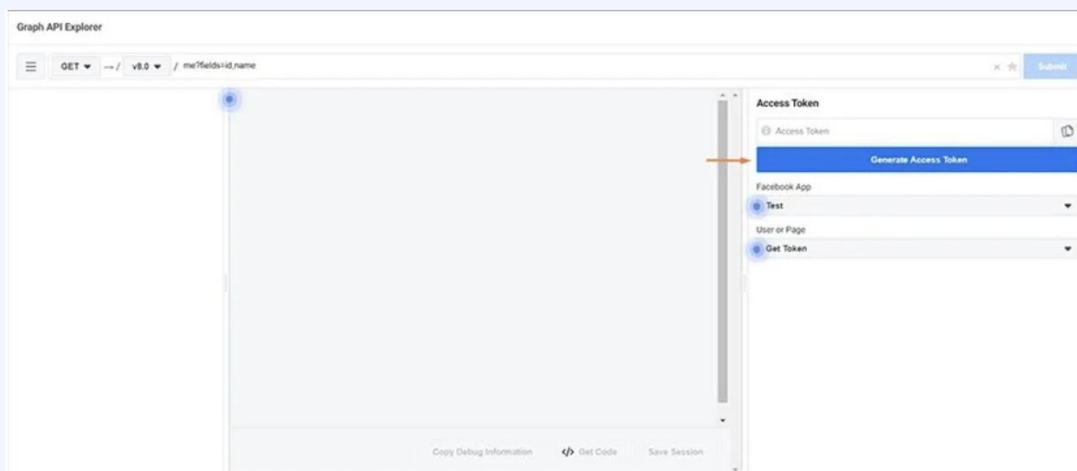 Graph API Explorer
GET → / v8.0 / me?fields=id,name
Submit
Access Token
Access Token
Generate Access Token
Facebook App
Test
User or Page
Get Token
Copy Debug Information </> Get Code Save Session